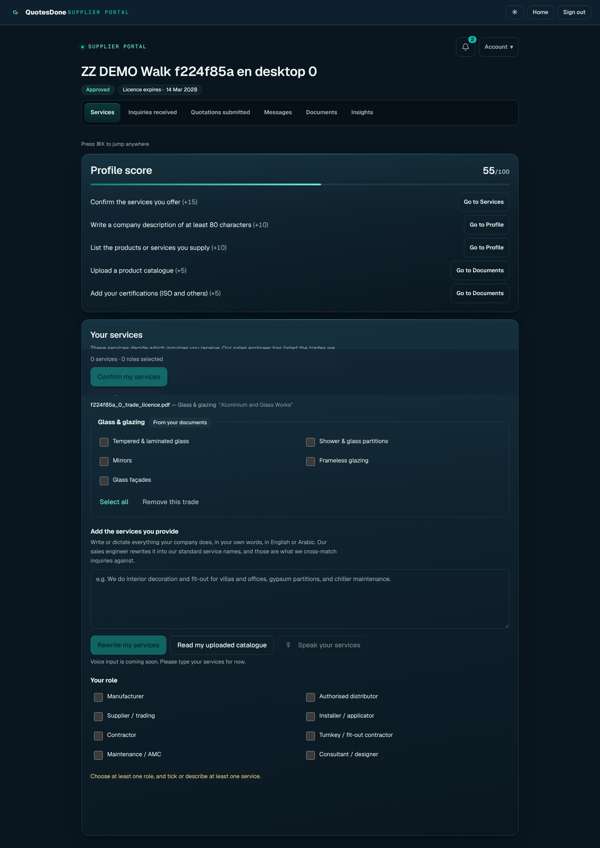 QuotesDone SUPPLIER PORTAL
Home
Sign out
SUPPLIER PORTAL
2
Account
ZZ DEMO Walk f224f85a en desktop 0
Approved
Licence expires · 14 Mar 2028
Services
Inquiries received
Quotations submitted
Messages
Documents
Insights
Press ⌘K to jump anywhere
Profile score
55/100
Confirm the services you offer (+15)
Go to Services
Write a company description of at least 80 characters (+10)
Go to Profile
List the products or services you supply (+10)
Go to Profile
Upload a product catalogue (+5)
Go to Documents
Add your certifications (ISO and others) (+5)
Go to Documents
Your services
0 services · 0 roles selected
Confirm my services
f224f85a_0_trade_licence.pdf — Glass & glazing "Aluminium and Glass Works"
Glass & glazing
From your documents
Tempered & laminated glass
Shower & glass partitions
Mirrors
Frameless glazing
Glass façades
Select all
Remove this trade
Add the services you provide
Write or dictate everything your company does, in your own words, in English or Arabic. Our
sales engineer rewrites it into our standard service names, and those are what we cross-match
inquiries against.
e.g. We do interior decoration and fit-out for villas and offices, gypsum partitions, and chiller maintenance.
Rewrite my services
Read my uploaded catalogue
Speak your services
Voice input is coming soon. Please type your services for now.
Your role
Manufacturer
Authorised distributor
Supplier / trading
Installer / applicator
Contractor
Turnkey / fit-out contractor
Maintenance / AMC
Consultant / designer
Choose at least one role, and tick or describe at least one service.